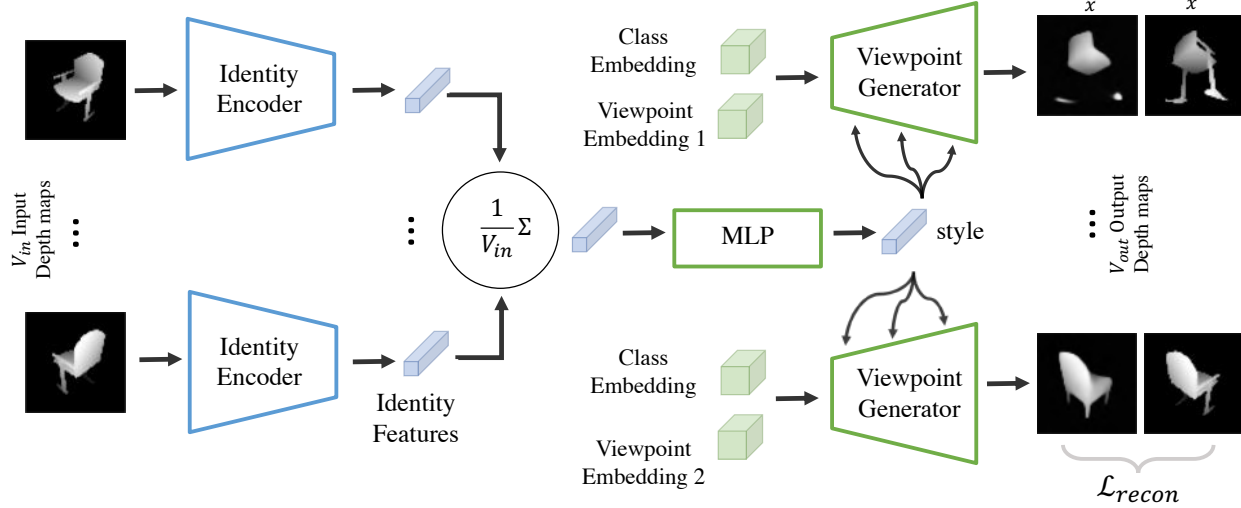 x x
Class
Embedding
Viewpoint
Generator
Identity
Encoder
Viewpoint
Embedding 1
V_in Input
Depth maps
...
...
1/V_in Σ
MLP
style
...
V_out Output
Depth maps
Identity
Encoder
Identity
Features
Class
Embedding
Viewpoint
Generator
Viewpoint
Embedding 2
ℒ_recon